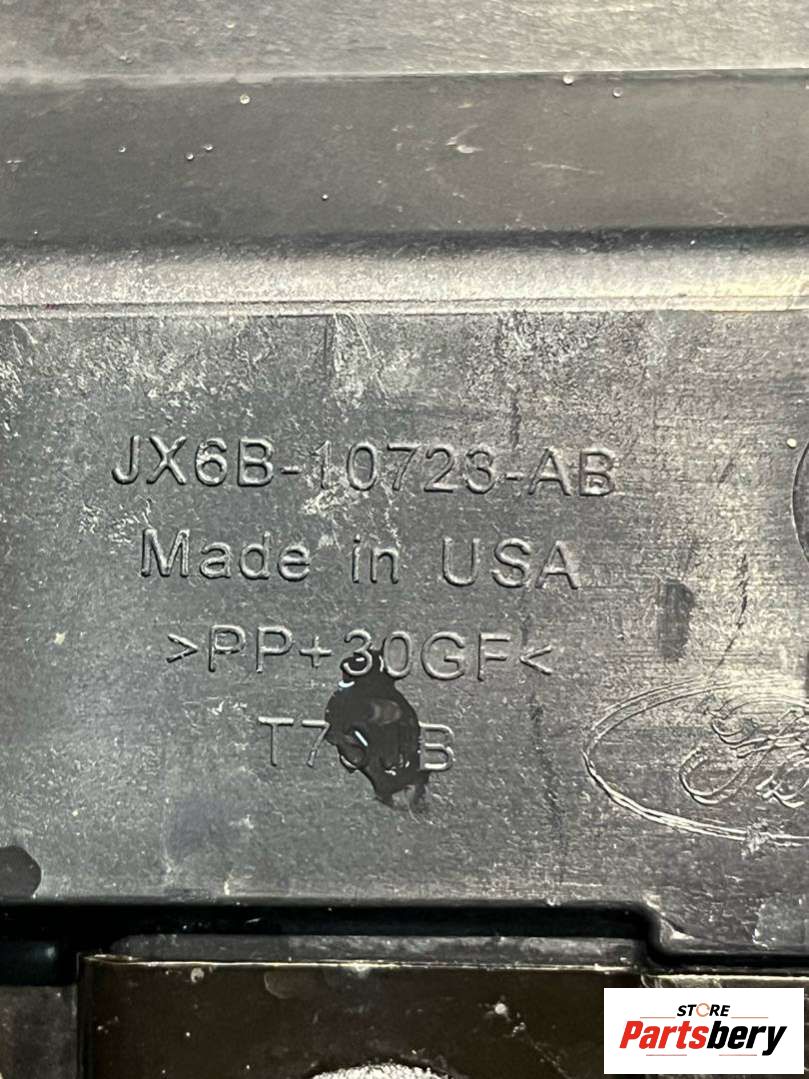 JX6B-10723-AB
Made in USA
>PP+30GF<
STORE
Partsbery